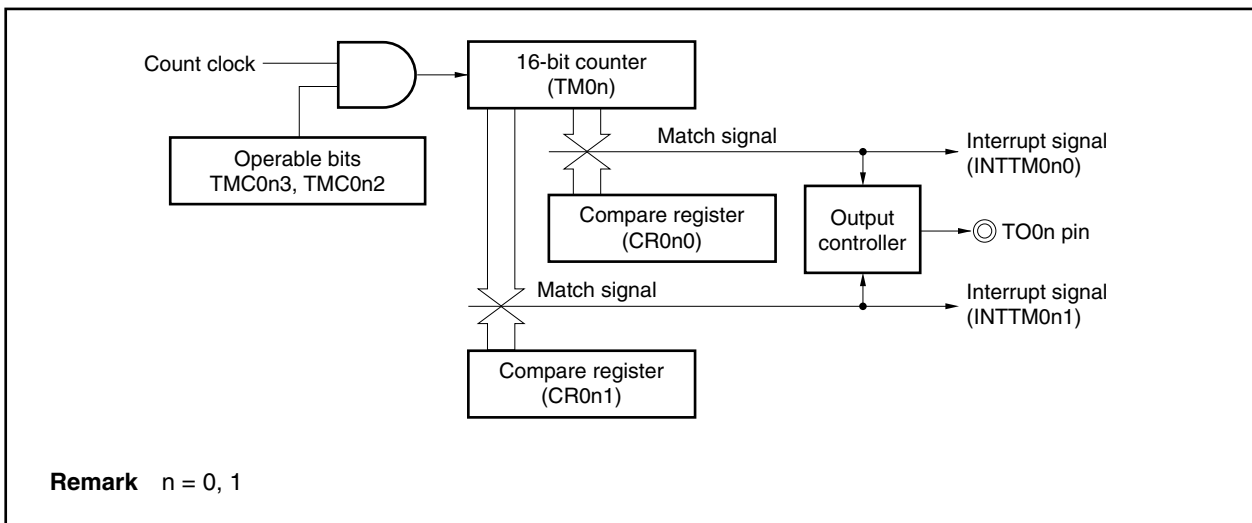 Count clock
16-bit counter
(TM0n)
Operable bits
TMC0n3, TMC0n2
Match signal
Interrupt signal
(INTTM0n0)
Compare register
(CR0n0)
Output
controller
TO0n pin
Match signal
Interrupt signal
(INTTM0n1)
Compare register
(CR0n1)
Remark n = 0, 1